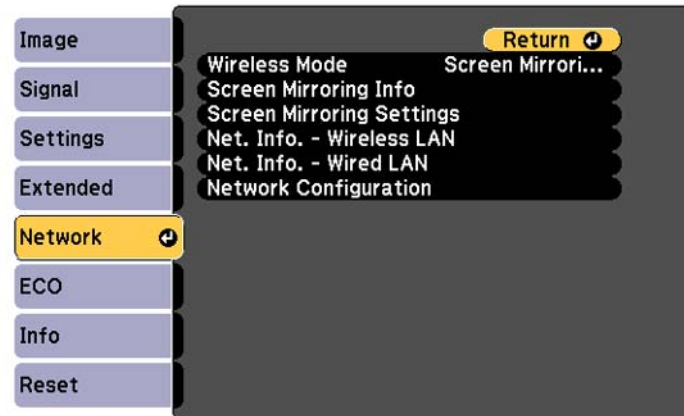 Image
Signal
Settings
Extended
Network
ECO
Info
Reset
Return
Wireless Mode Screen Mirrori...
Screen Mirroring Info
Screen Mirroring Settings
Net. Info. - Wireless LAN
Net. Info. - Wired LAN
Network Configuration